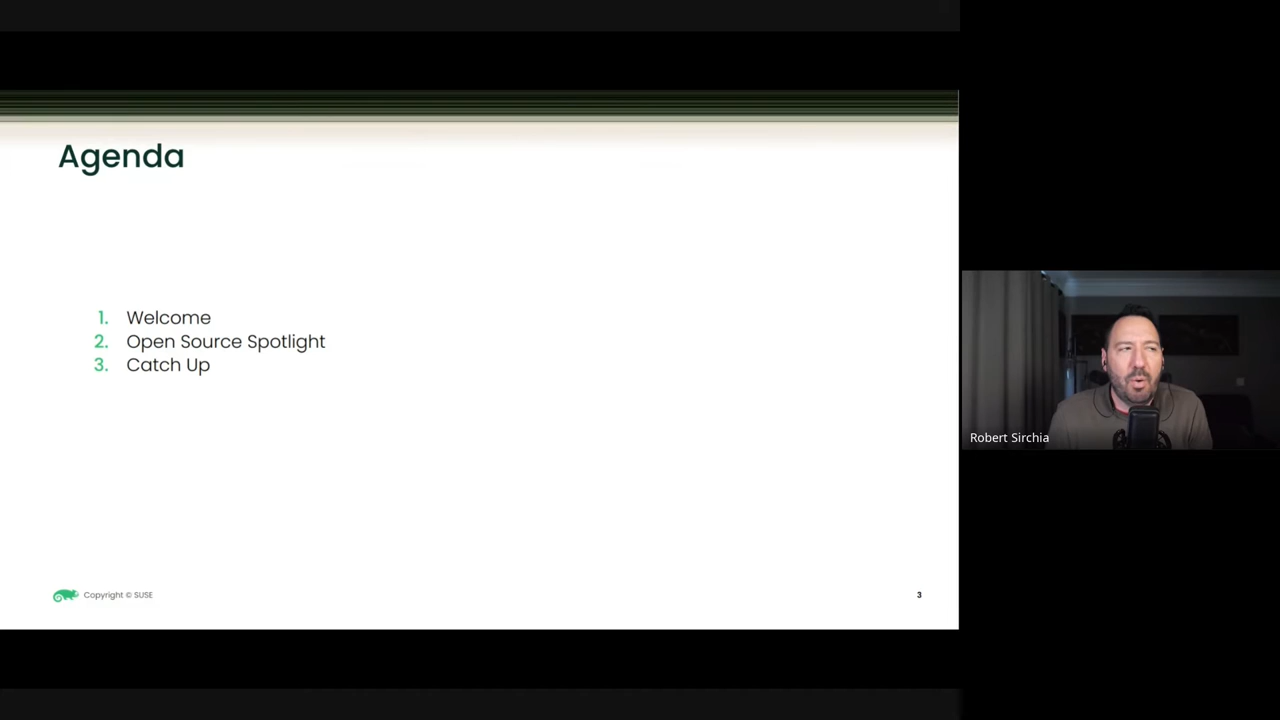 Agenda
1. Welcome
2. Open Source Spotlight
3. Catch Up
Copyright © SUSE
3
Robert Sirchia